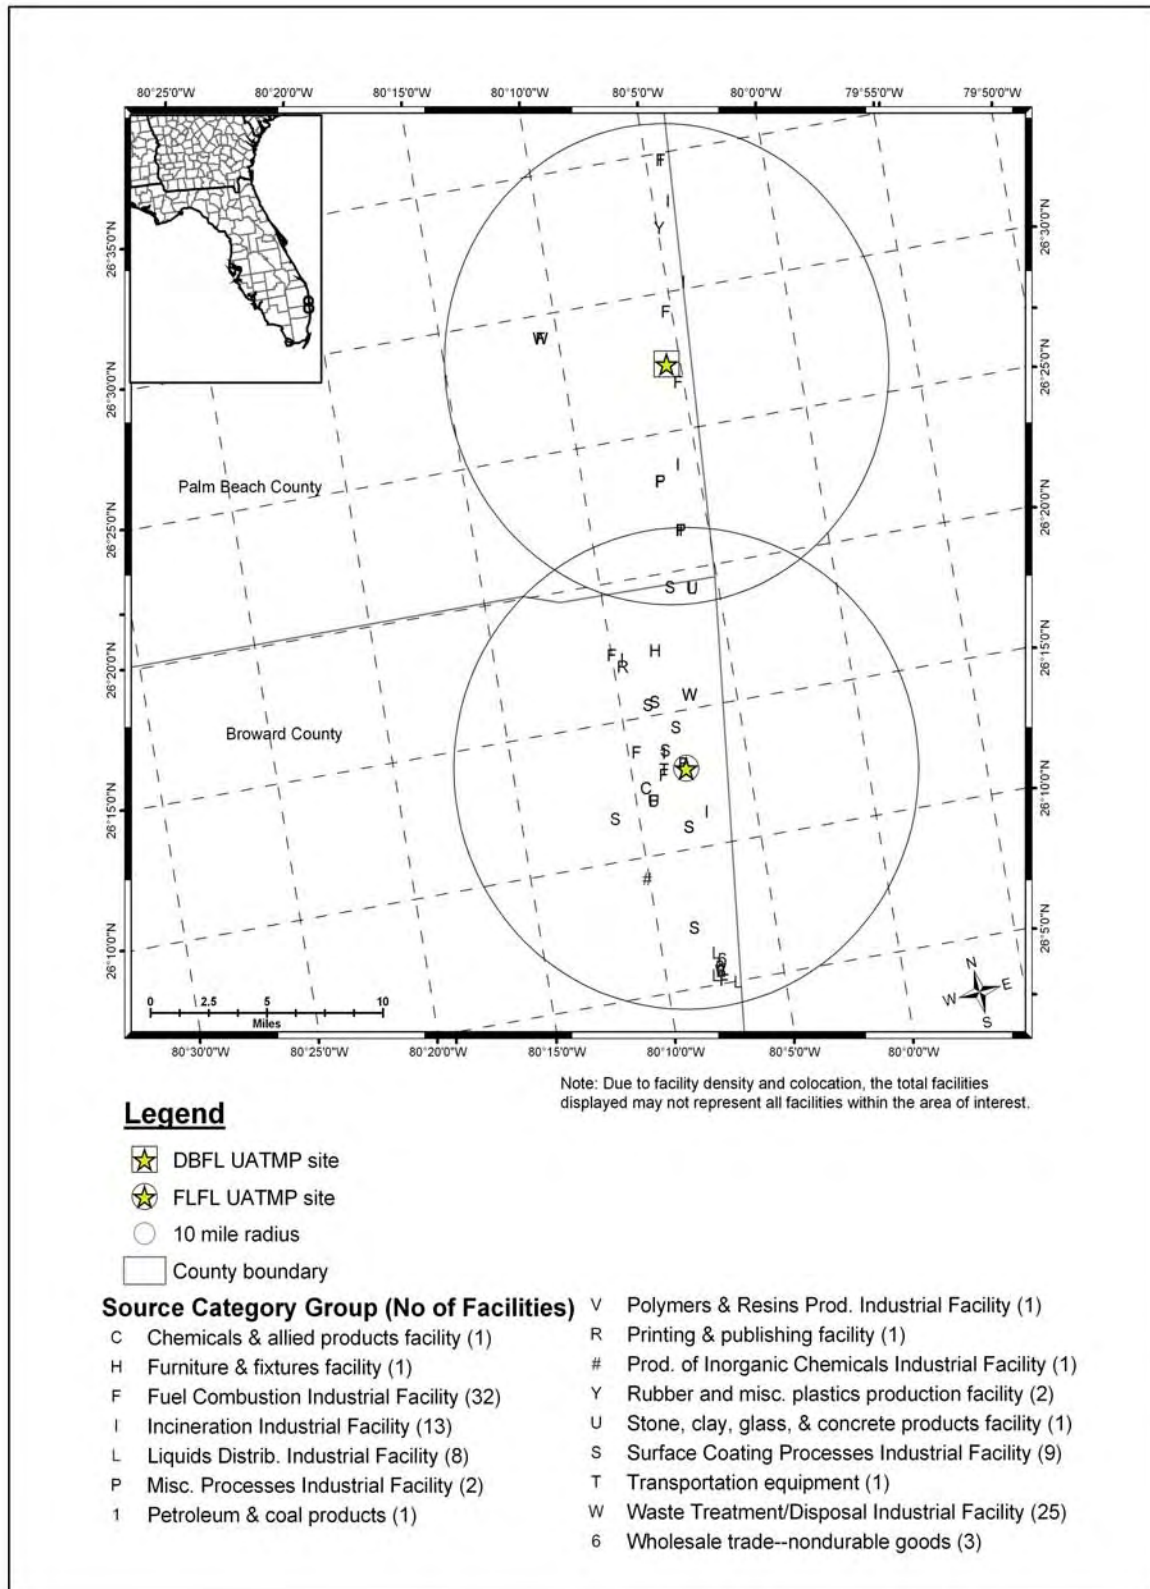 80°25'0"W 80°20'0"W 80°15'0"W 80°10'0"W 80°5'0"W 80°0'0"W 79°55'0"W 79°50'0"W
26°35'0"N
26°30'0"N
26°25'0"N
26°20'0"N
26°15'0"N
26°10'0"N
26°30'0"N
26°25'0"N
26°20'0"N
26°15'0"N
26°10'0"N
26°5'0"N
F
I
Y
I
F
W
F
I
P
S U
Palm Beach County
F I H
R
W
S S
S
Broward County
F S
C
S I
S
#
S
L
L
N
W E
S
0 2.5 5 10
Miles
80°30'0"W 80°25'0"W 80°20'0"W 80°15'0"W 80°10'0"W 80°5'0"W 80°0'0"W
Note: Due to facility density and colocation, the total facilities
displayed may not represent all facilities within the area of interest.
Legend
DBFL UATMP site
FLFL UATMP site
10 mile radius
County boundary
Source Category Group (No of Facilities)
C Chemicals & allied products facility (1)
H Furniture & fixtures facility (1)
F Fuel Combustion Industrial Facility (32)
I Incineration Industrial Facility (13)
L Liquids Distrib. Industrial Facility (8)
P Misc. Processes Industrial Facility (2)
1 Petroleum & coal products (1)
V Polymers & Resins Prod. Industrial Facility (1)
R Printing & publishing facility (1)
# Prod. of Inorganic Chemicals Industrial Facility (1)
Y Rubber and misc. plastics production facility (2)
U Stone, clay, glass, & concrete products facility (1)
S Surface Coating Processes Industrial Facility (9)
T Transportation equipment (1)
W Waste Treatment/Disposal Industrial Facility (25)
6 Wholesale trade--nondurable goods (3)